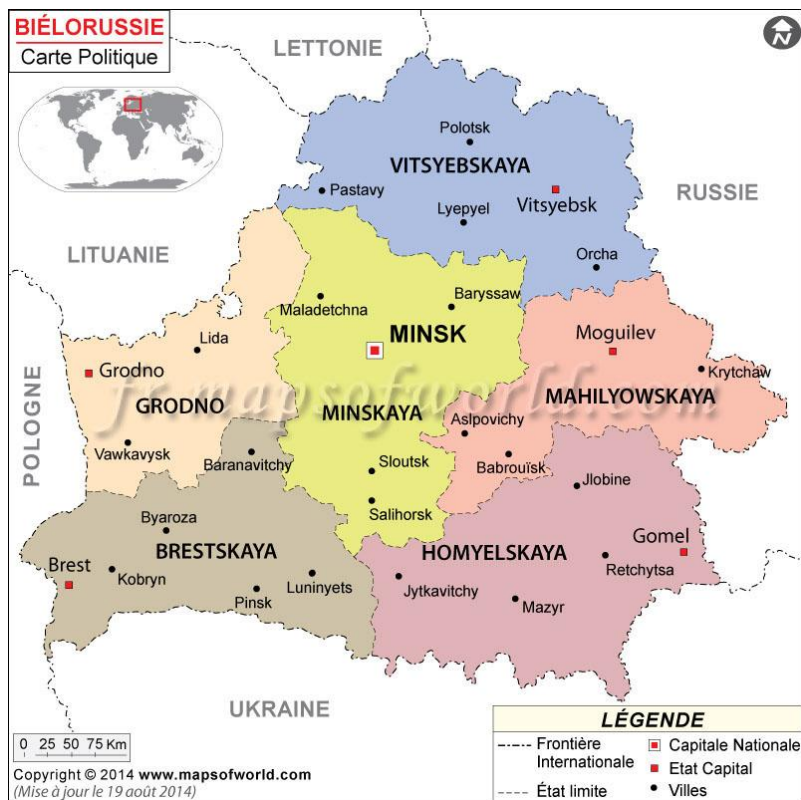 BIÉLORUSSIE
Carte Politique
N
LETTONIE
RUSSIE
LITUANIE
POLOGNE
UKRAINE
Polotsk
VITSYEBSKAYA
Pastavy
Vitsyebsk
Lyepyel
Orcha
Maladetchna
Baryssaw
Lida
MINSK
Moguilev
Grodno
Krytchaw
fr.mapsofworld.com
GRODNO
MINSKAYA
MAHILYOWSKAYA
Vawkavysk
Baranavitchy
Aslpovichy
Sloutsk
Babrouïsk
Jlobine
Salihorsk
Byaroza
BRESTSKAYA
HOMYELSKAYA
Gomel
Brest
Kobryn
Luninyets
Retchytsa
Pinsk
Jytkavitchy
Mazyr
0 25 50 75 Km
Copyright © 2014 www.mapsofworld.com
(Mise à jour le 19 août 2014)
LÉGENDE
Frontière
Internationale
État limite
Capitale Nationale
Etat Capital
Villes